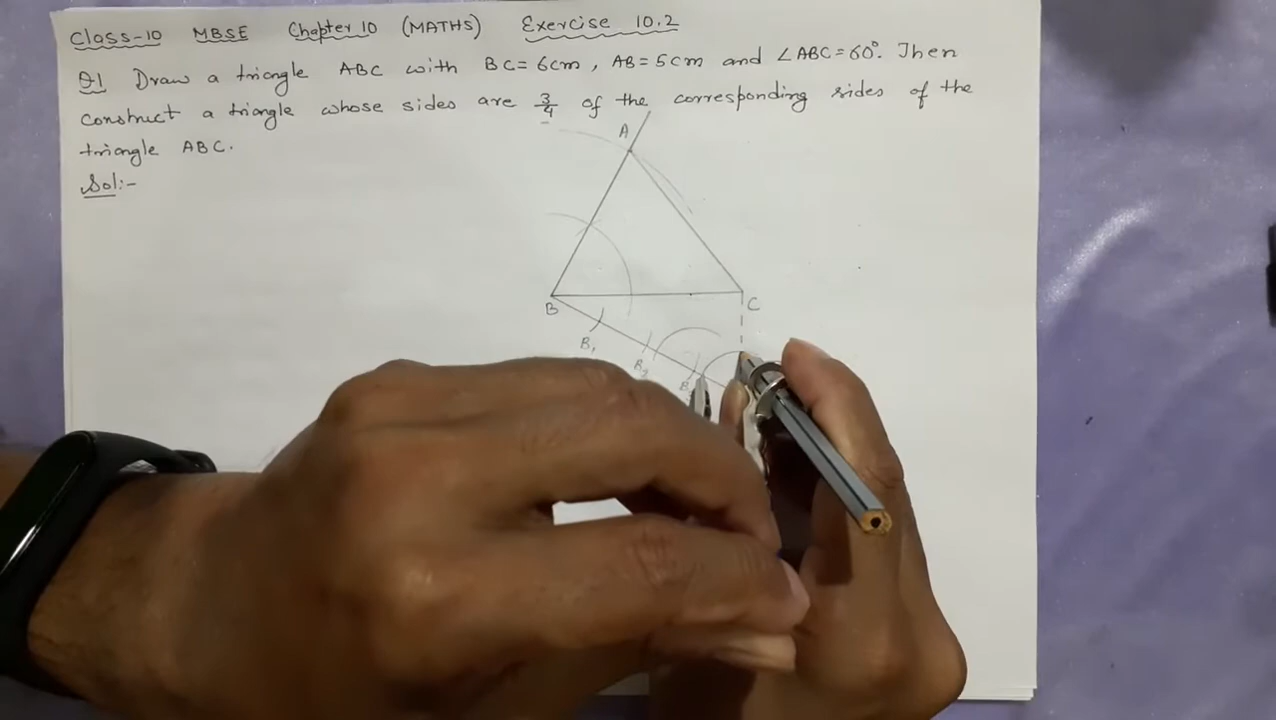 Class-10 MBSE Chapter 10 (MATHS) Exercise 10.2
Q1 Draw a triangle ABC with BC = 6cm, AB = 5cm and ∠ABC = 60°. Then
construct a triangle whose sides are 3/4 of the corresponding sides of the
triangle ABC.
Sol:-
A
B
C
B₁
B₂